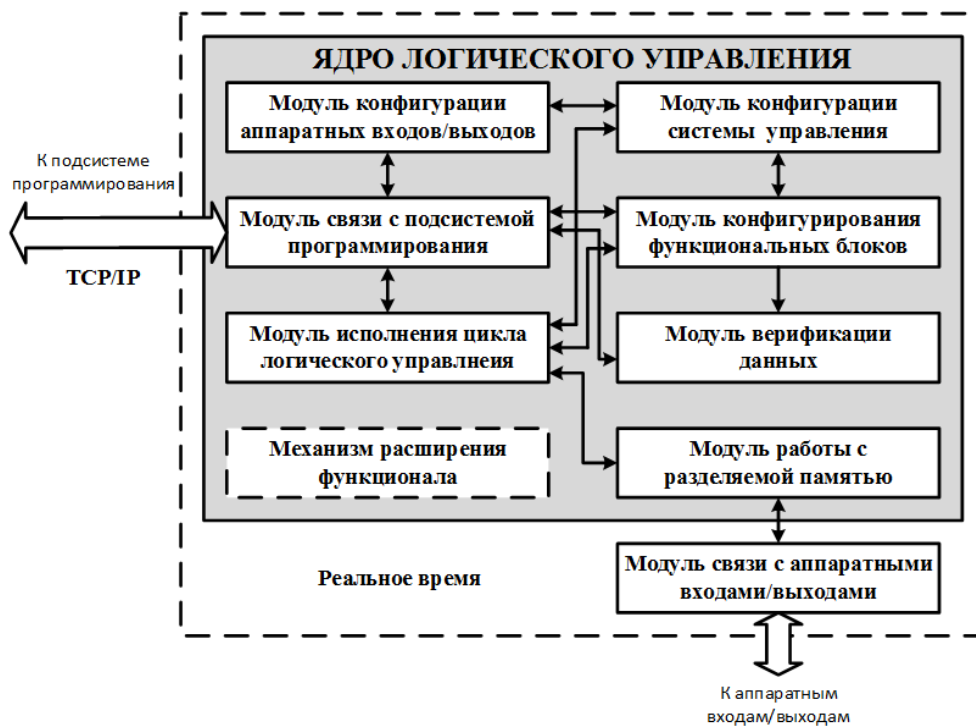 ЯДРО ЛОГИЧЕСКОГО УПРАВЛЕНИЯ
Модуль конфигурации
аппаратных входов/выходов
Модуль конфигурации
системы управления
К подсистеме
программирования
TCP/IP
Модуль связи с подсистемой
программирования
Модуль конфигурирования
функциональных блоков
Модуль исполнения цикла
логического управлнеия
Модуль верификации
данных
Механизм расширения
функционала
Модуль работы с
разделяемой памятью
Реальное время
Модуль связи с аппаратными
входами/выходами
К аппаратным
входам/выходам